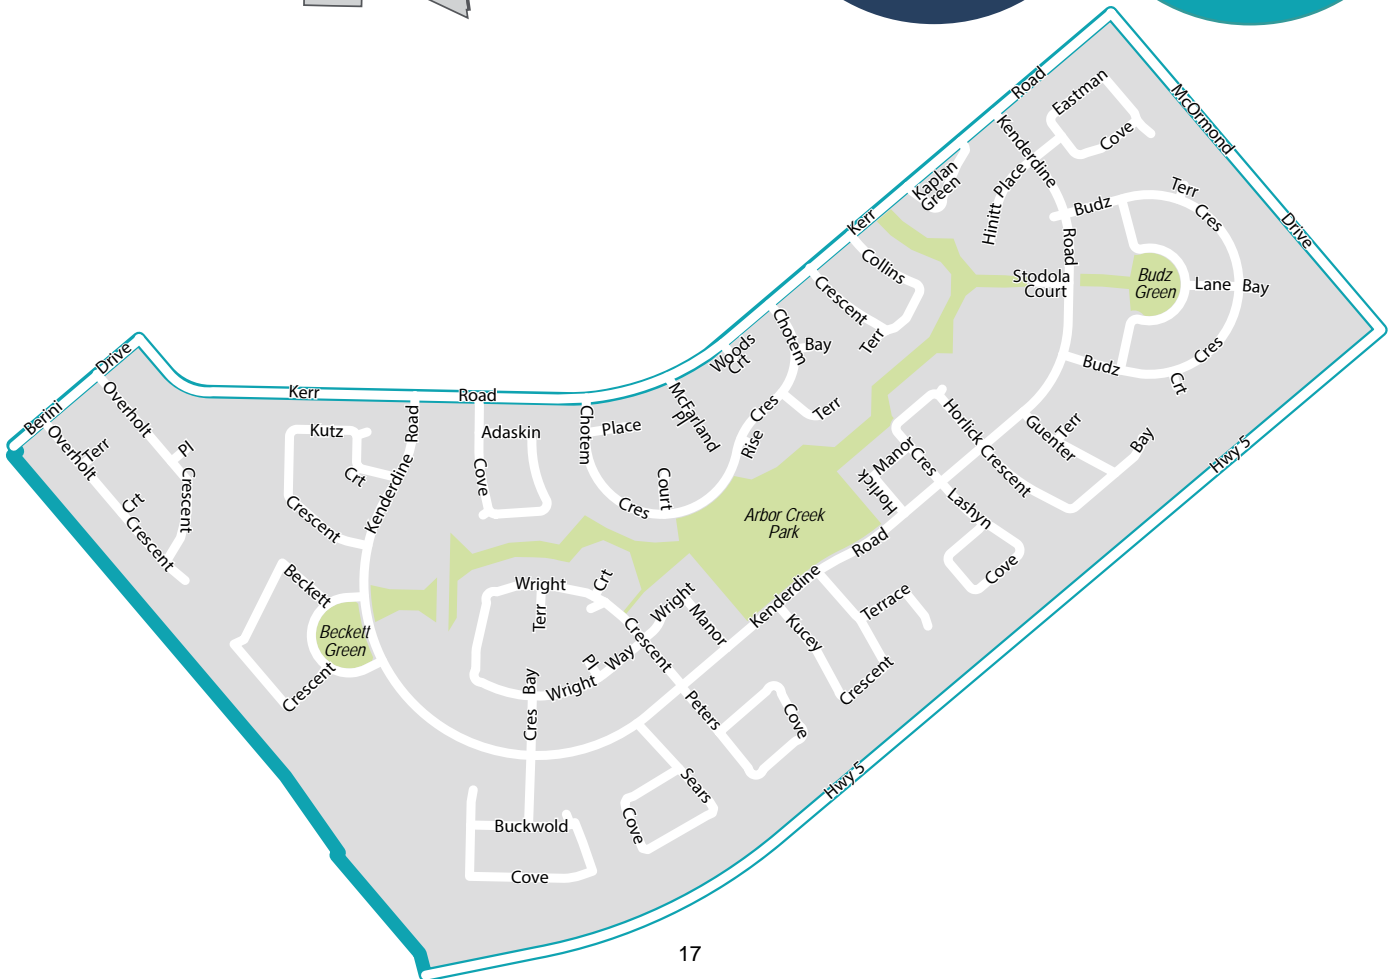 Road
Eastman
McOrmond
Kenderdine
Cove
Kaplan
Green
Hinitt Place
Terr
Budz
Cres
Kerr
Drive
Road
Collins
Stodola
Court
Budz
Green
Lane
Bay
Crescent
Terr
Chotem
Bay
Woods
Crt
Budz
Cres
Crt
Drive
Kerr
Road
McFarland
Pl
Cres
Terr
Rise
Berini
Overholt
Pl
Crescent
Overholt
Terr
Crt
Crescent
Kutz
Crt
Crescent
Road
Kenderdine
Adaskin
Cove
Chotem
Place
Court
Cres
Horlick
Crescent
Guenter
Terr
Bay
Hwy 5
Manor
Horlick
Cres
Lashyn
Cove
Arbor Creek
Park
Road
Kenderdine
Beckett
Beckett
Green
Crescent
Wright
Terr
Crt
Wright
Manor
Crescent
Pl
Way
Wright
Bay
Cres
Kucey
Terrace
Crescent
Peters
Cove
Sears
Cove
Hwy 5
Buckwold
Cove
17